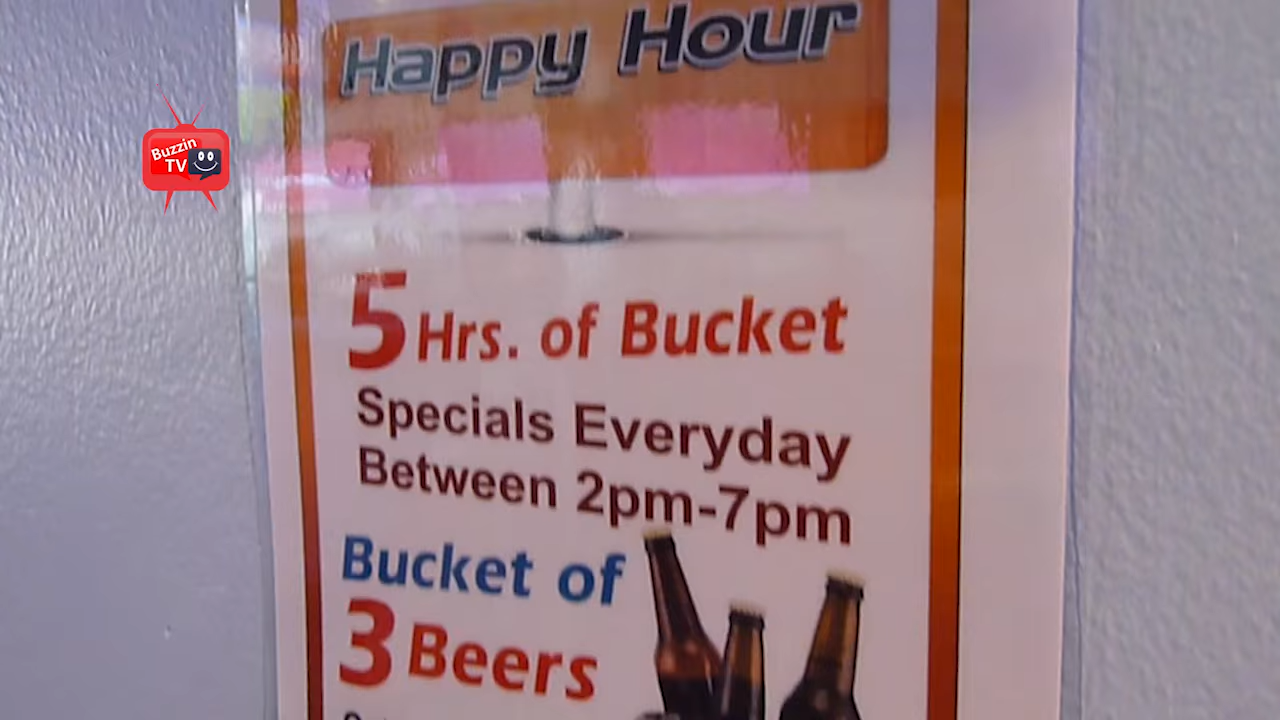 Happy Hour
Buzzin
TV
5 Hrs. of Bucket
Specials Everyday
Between 2pm-7pm
Bucket of
3 Beers